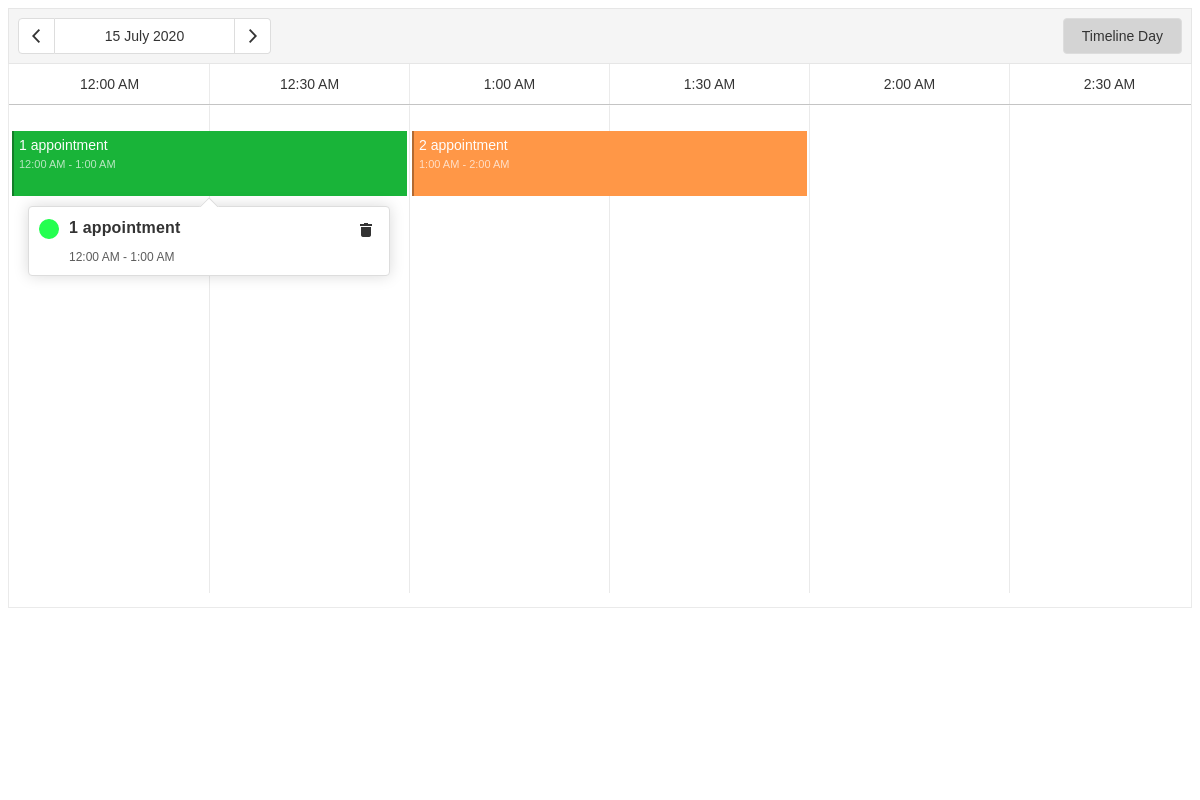 15 July 2020
Timeline Day
12:00 AM
12:30 AM
1:00 AM
1:30 AM
2:00 AM
2:30 AM
1 appointment
12:00 AM - 1:00 AM
2 appointment
1:00 AM - 2:00 AM
1 appointment
12:00 AM - 1:00 AM